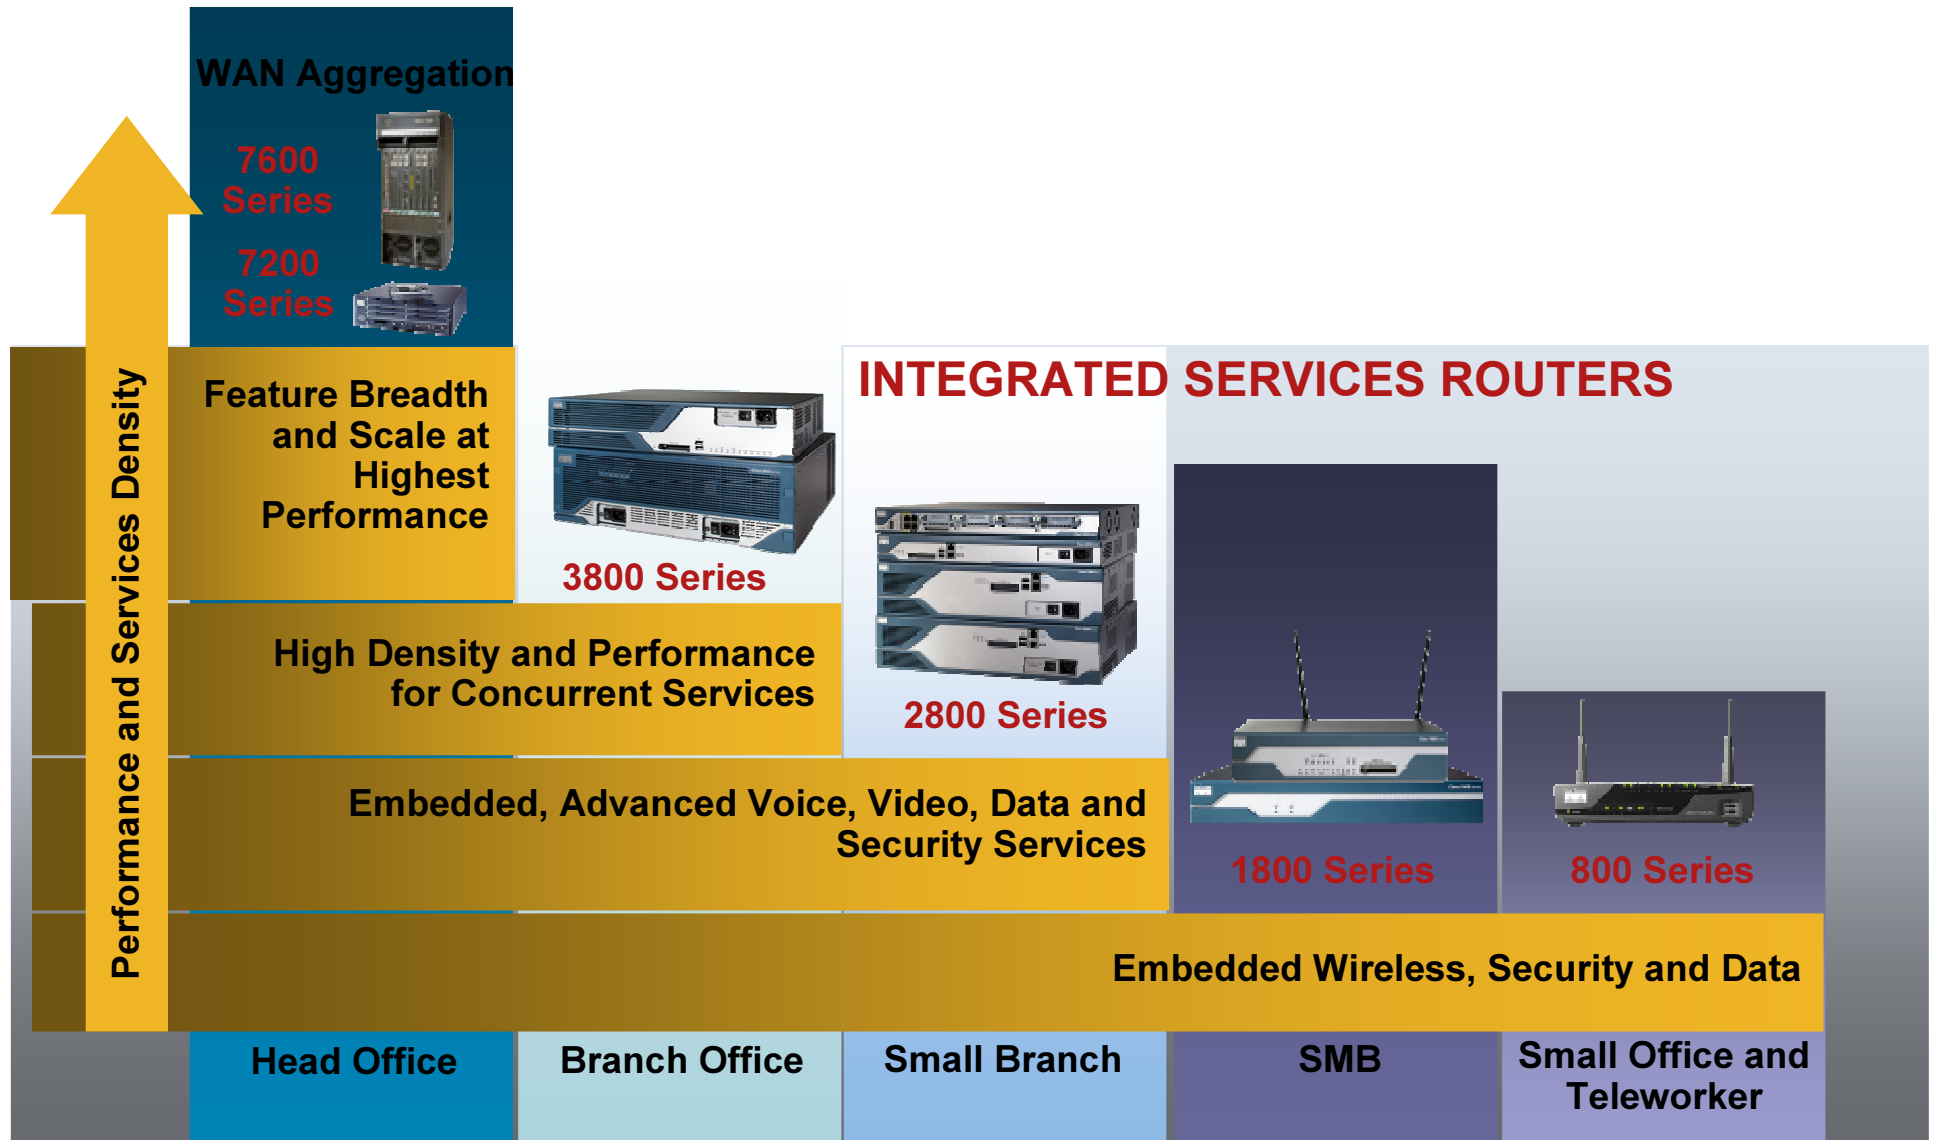 WAN Aggregation
7600
Series
7200
Series
Performance and Services Density
Feature Breadth
and Scale at
Highest
Performance
INTEGRATED SERVICES ROUTERS
3800 Series
High Density and Performance
for Concurrent Services
2800 Series
Embedded, Advanced Voice, Video, Data and
Security Services
1800 Series
800 Series
Embedded Wireless, Security and Data
Head Office
Branch Office
Small Branch
SMB
Small Office and
Teleworker